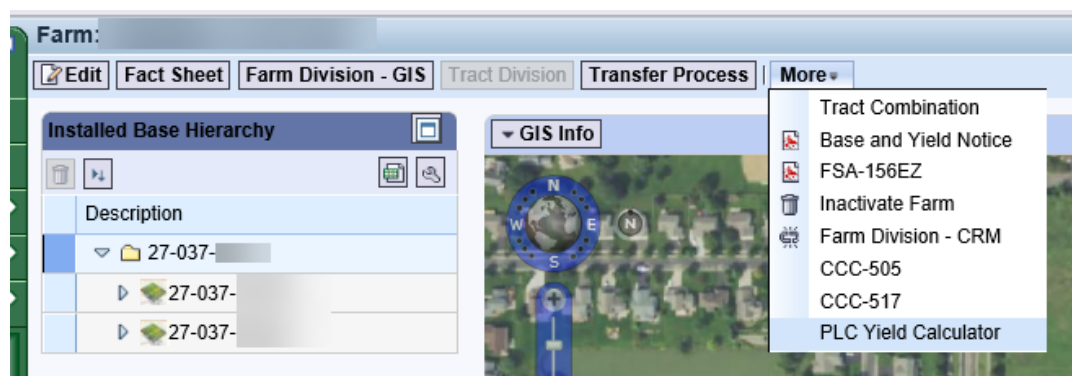 Farm:
Edit Fact Sheet Farm Division - GIS Tract Division Transfer Process | More
Tract Combination
Base and Yield Notice
FSA-156EZ
Inactivate Farm
Farm Division - CRM
CCC-505
CCC-517
PLC Yield Calculator
Installed Base Hierarchy
Description
27-037-
27-037-
27-037-
GIS Info
N
W E
S
N